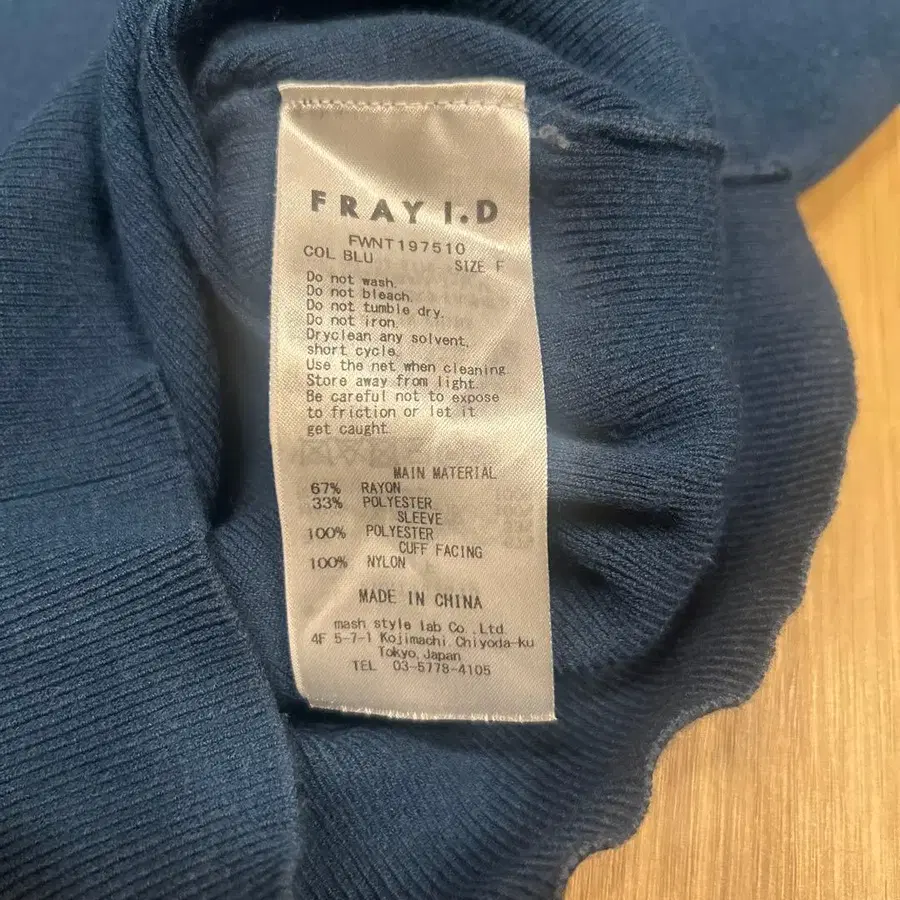 FRAY I.D
FWNT197510
COL BLU SIZE F
Do not wash.
Do not bleach.
Do not tumble dry.
Do not iron.
Dryclean any solvent,
short cycle.
Use the net when cleaning.
Store away from light.
Be careful not to expose
to friction or let it
get caught.
MAIN MATERIAL
67% RAYON
33% POLYESTER
SLEEVE
100% POLYESTER
CUFF FACING
100% NYLON
MADE IN CHINA
mash style lab Co.,Ltd.
4F 5-7-1 Kojimachi,Chiyoda-ku
Tokyo,Japan
TEL 03-5778-4105